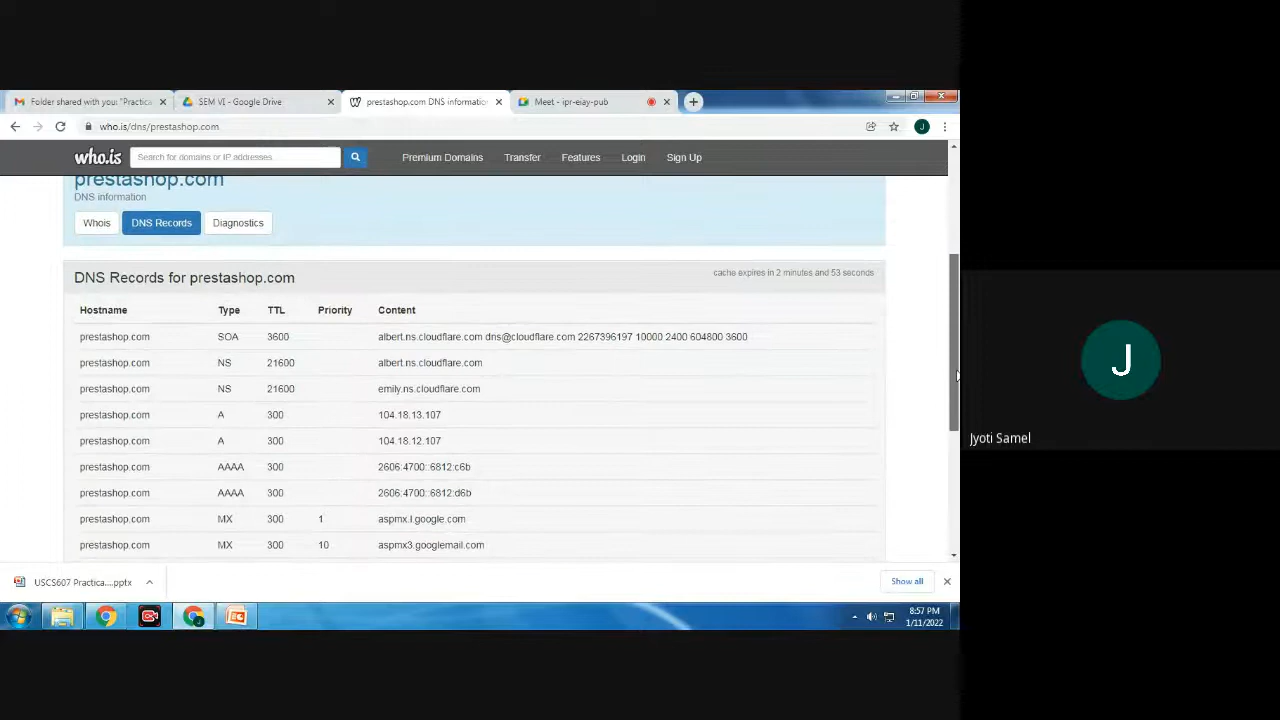 Folder shared with you: "Practica
SEM VI - Google Drive
prestashop.com DNS informatio
Meet - ipr-eiay-pub
who.is/dns/prestashop.com
J
who.is
Search for domains or IP addresses...
Premium Domains
Transfer
Features
Login
Sign Up
prestashop.com
DNS information
Whois
DNS Records
Diagnostics
DNS Records for prestashop.com
cache expires in 2 minutes and 53 seconds
Hostname Type TTL Priority Content
prestashop.com SOA 3600 albert.ns.cloudflare.com dns@cloudflare.com 2267396197 10000 2400 604800 3600
prestashop.com NS 21600 albert.ns.cloudflare.com
prestashop.com NS 21600 emily.ns.cloudflare.com
prestashop.com A 300 104.18.13.107
prestashop.com A 300 104.18.12.107
prestashop.com AAAA 300 2606:4700::6812:c6b
prestashop.com AAAA 300 2606:4700::6812:d6b
prestashop.com MX 300 1 aspmx.l.google.com
prestashop.com MX 300 10 aspmx3.googlemail.com
USCS607 Practica....pptx
Show all
8:57 PM
1/11/2022
J
Jyoti Samel